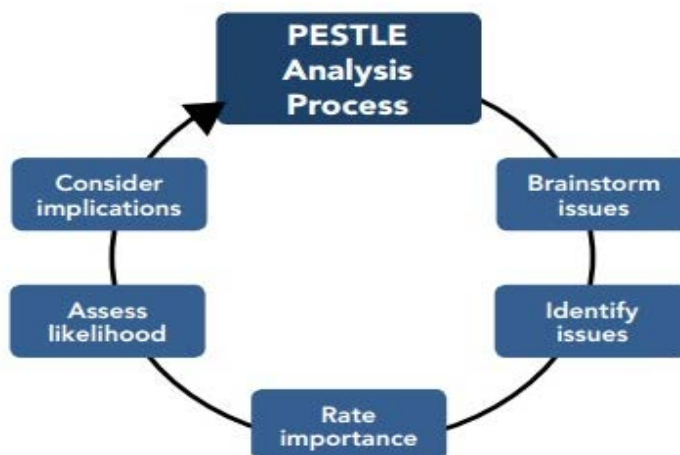 PESTLE
Analysis
Process
Brainstorm
issues
Identify
issues
Rate
importance
Assess
likelihood
Consider
implications